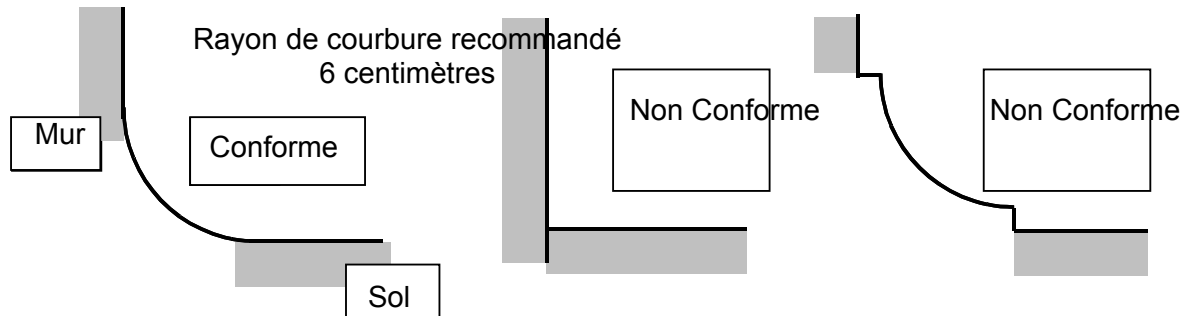 Rayon de courbure recommandé
6 centimètres
Mur
Conforme
Non Conforme
Non Conforme
Sol